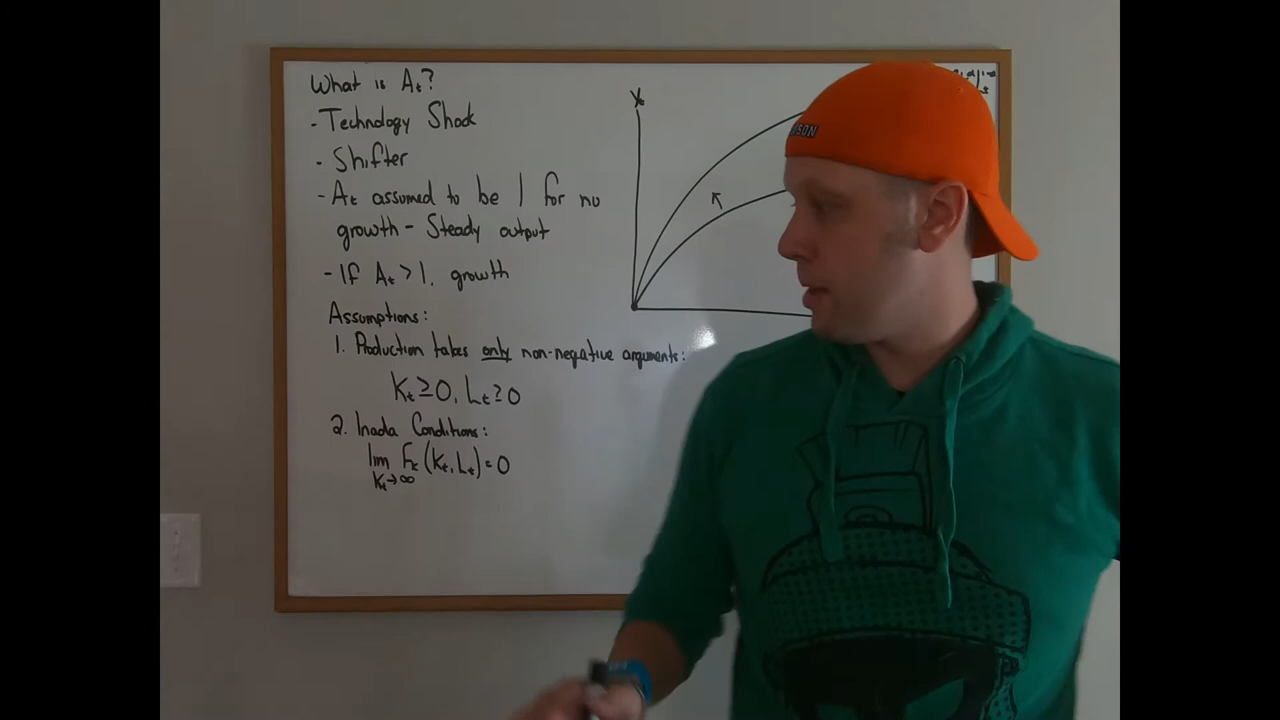 What is At?
- Technology Shock
- Shifter
- At assumed to be 1 for no
growth - Steady output
- If At > 1, growth
Assumptions:
1. Production takes only non-negative arguments:
Kt ≥ 0, Lt ≥ 0
2. Inada Conditions:
lim Fk(Kt, Lt) = 0
Kt→∞
Yt
SON